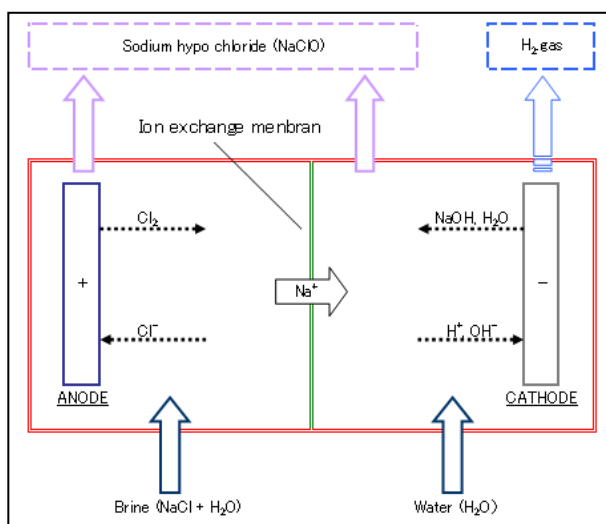 Sodium hypo chloride (NaClO)
H₂ gas
Ion exchange menbran
Cl₂
NaOH, H₂O
+
Na⁺
−
Cl⁻
H⁺, OH⁻
ANODE
CATHODE
Brine (NaCl + H₂O)
Water (H₂O)